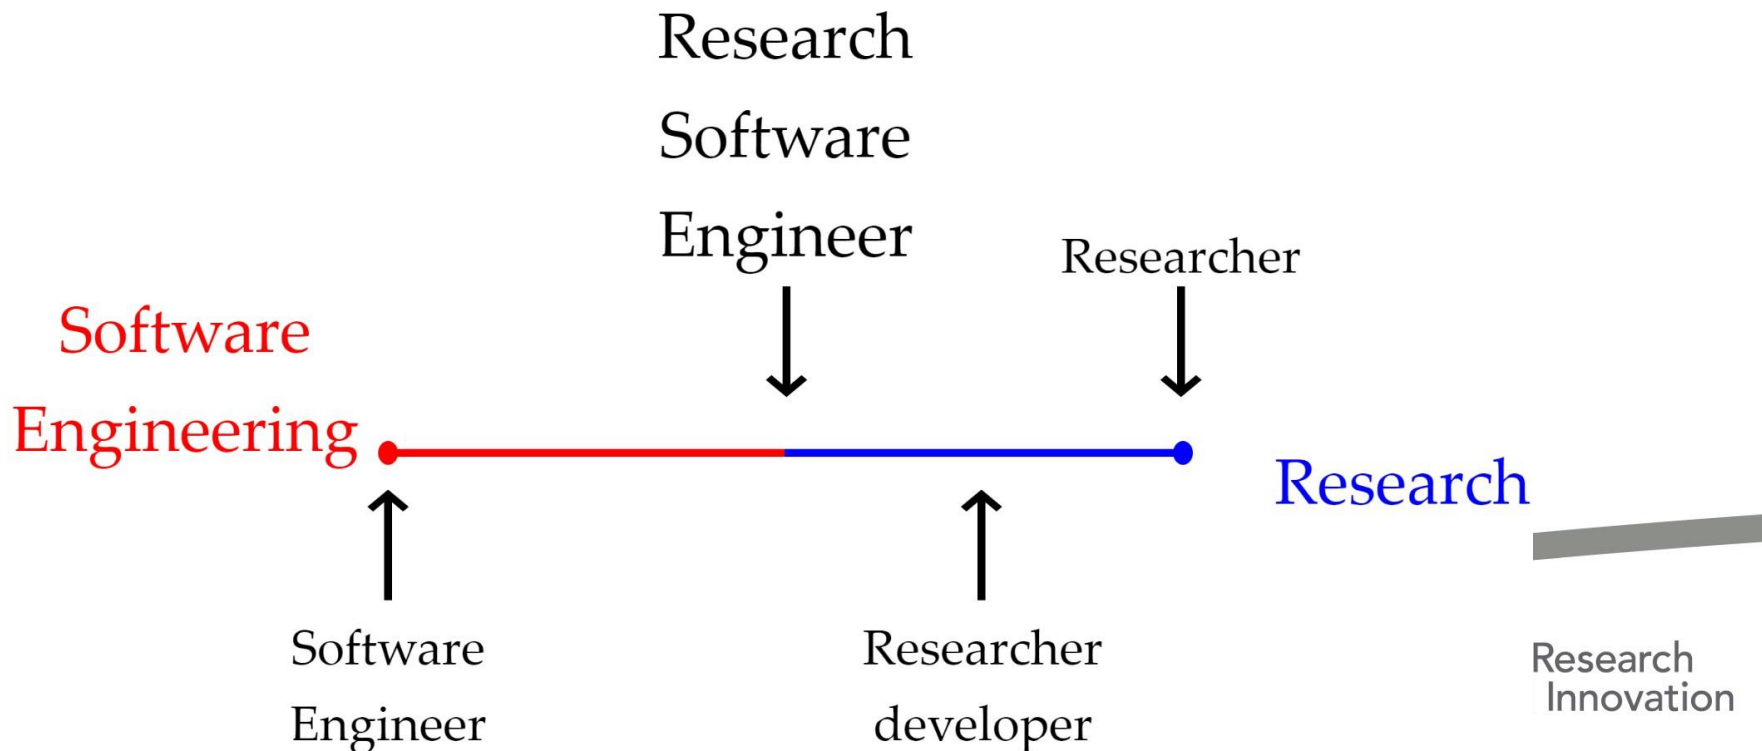 Research
Software
Engineer
Researcher
Software
Engineering
Research
Software
Engineer
Researcher
developer
Research
Innovation